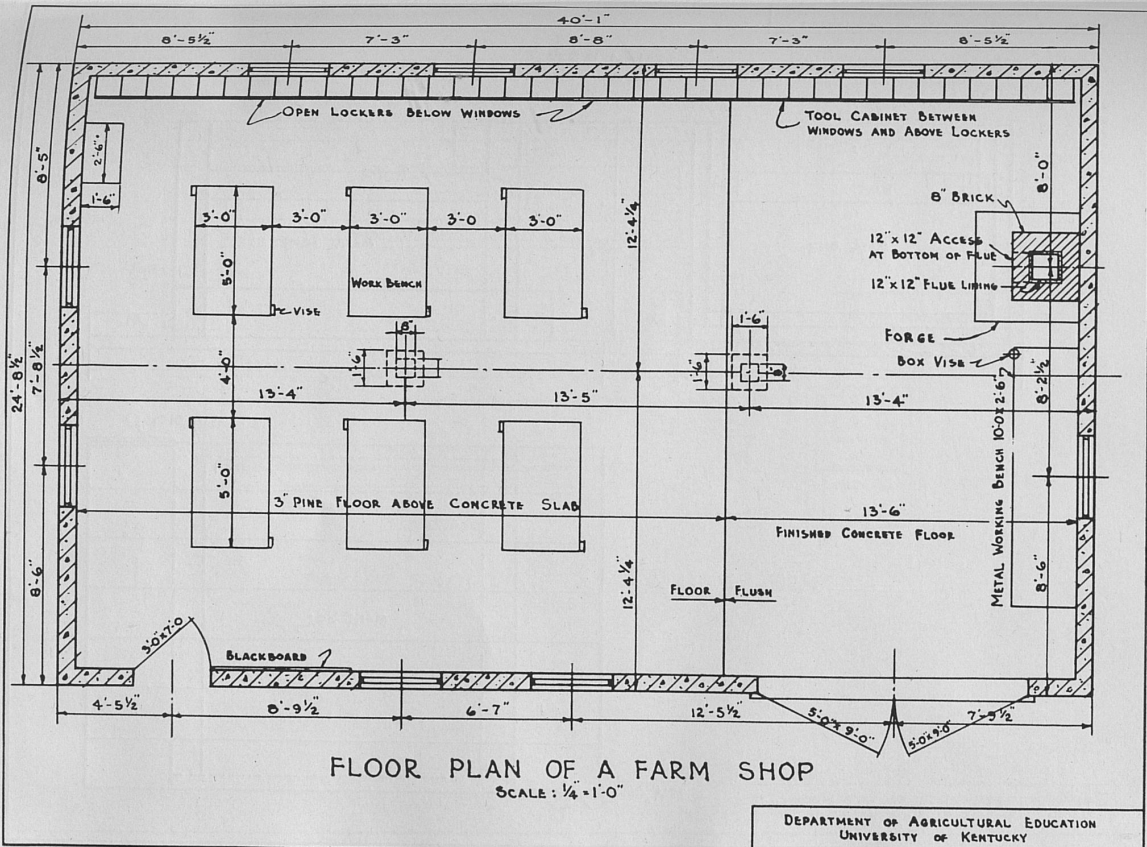 40'-1"
8'-5½"
7'-3"
8'-8"
7'-3"
8'-5½"
OPEN LOCKERS BELOW WINDOWS
TOOL CABINET BETWEEN
WINDOWS AND ABOVE LOCKERS
24'-8½"
8'-5"
7'-8½"
8'-6"
2'-6"
1'-6"
3'-0"
3'-0"
3'-0"
3'-0
3'-0"
5'-0"
WORK BENCH
VISE
12'-4¼"
8'-0"
8" BRICK
12"x12" ACCESS
AT BOTTOM OF FLUE
12"x12" FLUE LINING
FORGE
BOX VISE
8"
1'-6"
1'-6"
1'-6"
8"
4'-0"
13'-4"
13'-5"
13'-4"
METAL WORKING BENCH 10'-0x2'-6"
8'-2½"
5'-0"
3" PINE FLOOR ABOVE CONCRETE SLAB
13'-6"
FINISHED CONCRETE FLOOR
12'-4¼
FLOOR FLUSH
8'-6"
3'-0x7'-0
BLACKBOARD
5'-0"x9'-0"
5'-0x9'-0"
4'-5½"
8'-9½"
6'-7"
12'-5½"
7'-9½"
FLOOR PLAN OF A FARM SHOP
SCALE: ¼"=1'-0"
DEPARTMENT OF AGRICULTURAL EDUCATION
UNIVERSITY OF KENTUCKY